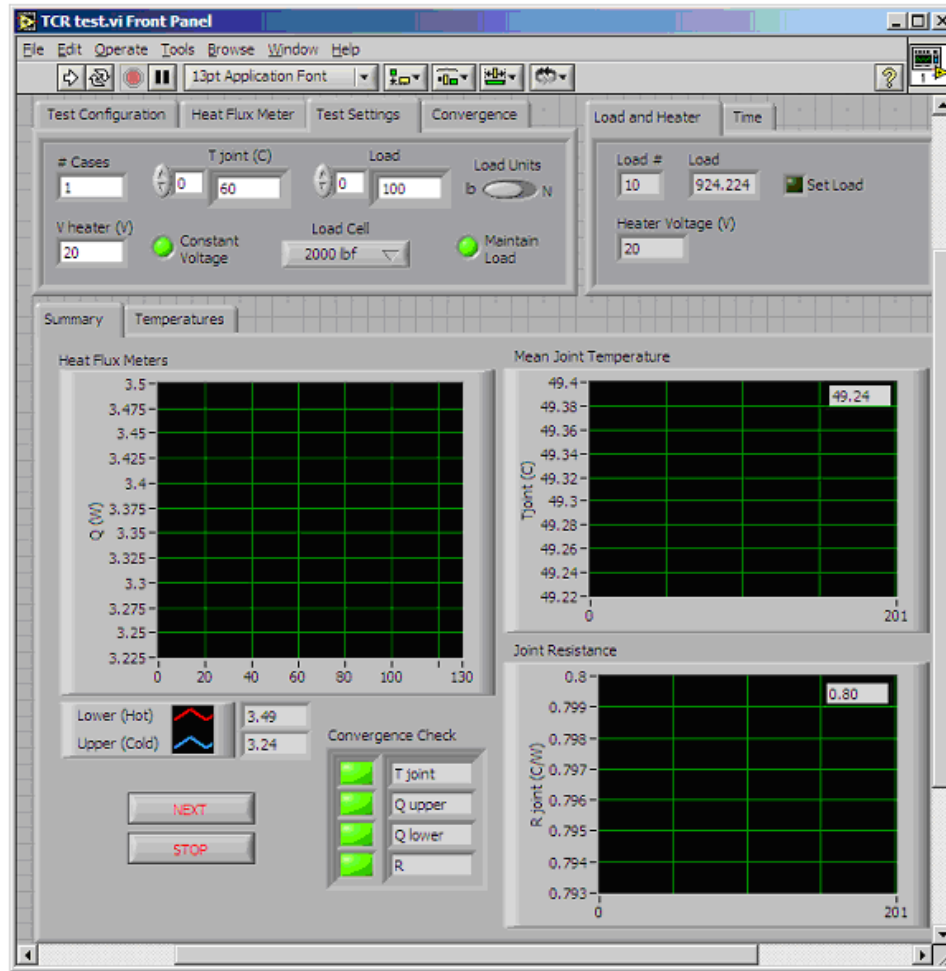 TCR test.vi Front Panel
File Edit Operate Tools Browse Window Help
13pt Application Font
?
1
Test Configuration Heat Flux Meter Test Settings Convergence
# Cases
1
T joint (C)
0 60
Load
0 100
Load Units
b N
V heater (V)
20
Constant
Voltage
Load Cell
2000 lbf
Maintain
Load
Load and Heater Time
Load # Load
10 924.224 Set Load
Heater Voltage (V)
20
Summary Temperatures
Heat Flux Meters
Q (W)
3.5
3.475
3.45
3.425
3.4
3.375
3.35
3.325
3.3
3.275
3.25
3.225
0 20 40 60 80 100 130
Lower (Hot) 3.49
Upper (Cold) 3.24
NEXT
STOP
Convergence Check
T joint
Q upper
Q lower
R
Mean Joint Temperature
Tjoint (C)
49.24
49.4
49.38
49.36
49.34
49.32
49.3
49.28
49.26
49.24
49.22
0 201
Joint Resistance
R joint (C/W)
0.80
0.8
0.799
0.798
0.797
0.796
0.795
0.794
0.793
0 201